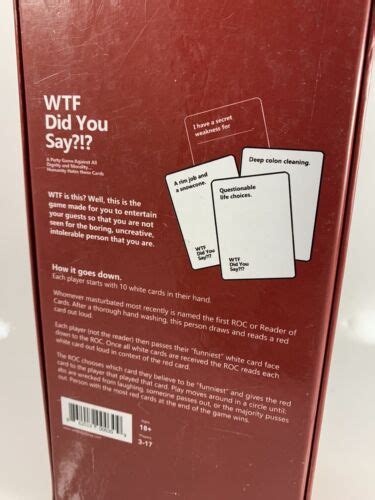 WTF
Did You
Say?!?
A Party Game Against All
Dignity and Morality...
Humanity Hates these Cards
I have a secret
weakness for
A rim job and
a snowcone.
Deep colon cleaning.
Questionable
life choices.
WTF
Did You
Say?!?
WTF is this? Well, this is the
game made for you to entertain
your guests so that you are not
seen for the boring, uncreative,
intolerable person that you are.
How it goes down.
Each player starts with 10 white cards in their hand.
Whomever masturbated most recently is named the first ROC or Reader of
Cards. After a thorough hand washing, this person draws and reads a red
card out loud.
Each player (not the reader) then passes their "funniest" white card face
down to the ROC. Once all white cards are received the ROC reads each
white card out loud in context of the red card.
The ROC chooses which card they believe to be "funniest" and gives the red
card to the player that played that card. Play moves around in a circle until:
abs are wrecked from laughing, someone passes out, or the majority pusses
out. Person with the most red cards at the end of the game wins.
18+
3-17